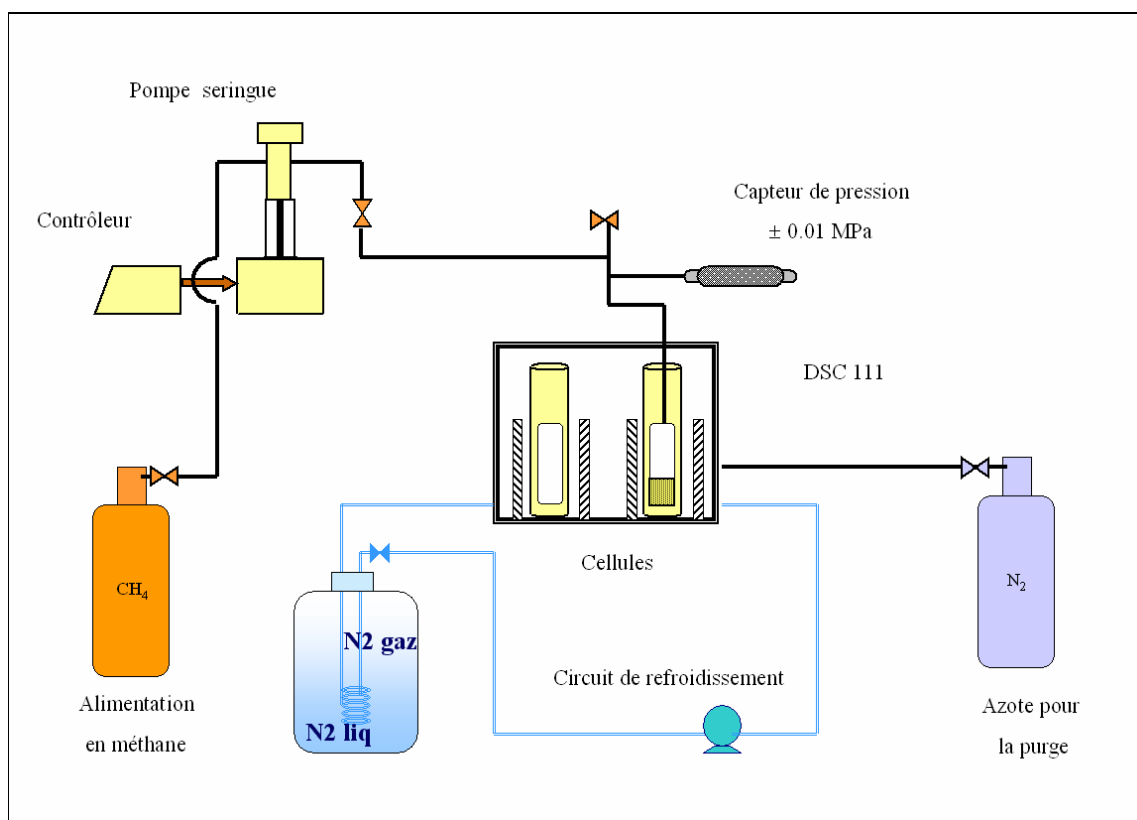 Pompe seringue
Contrôleur
Capteur de pression
± 0.01 MPa
DSC 111
Cellules
CH4
N2 gaz
N2 liq
N2
Circuit de refroidissement
Alimentation
en méthane
Azote pour
la purge